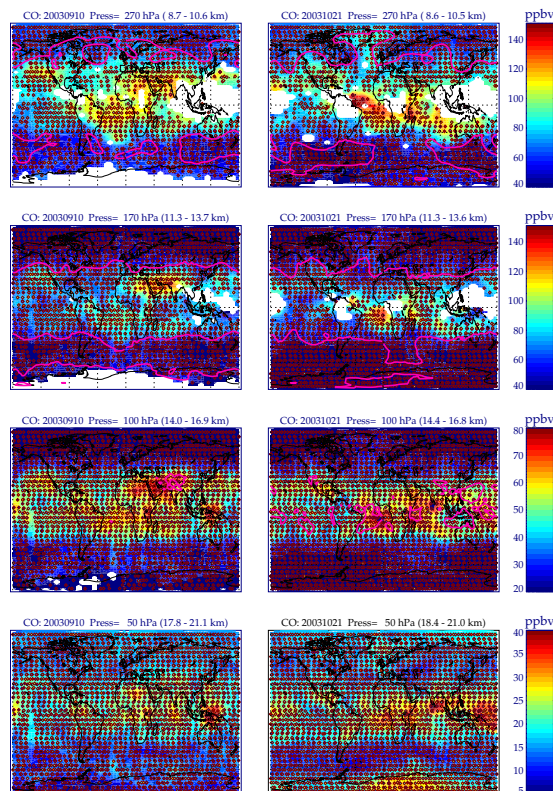 CO: 20030910 Press= 270 hPa ( 8.7 - 10.6 km)
CO: 20031021 Press= 270 hPa ( 8.6 - 10.5 km)
ppbv
140
120
100
80
60
40
CO: 20030910 Press= 170 hPa (11.3 - 13.7 km)
CO: 20031021 Press= 170 hPa (11.3 - 13.6 km)
ppbv
140
120
100
80
60
40
CO: 20030910 Press= 100 hPa (14.0 - 16.9 km)
CO: 20031021 Press= 100 hPa (14.4 - 16.8 km)
ppbv
80
70
60
50
40
30
20
CO: 20030910 Press= 50 hPa (17.8 - 21.1 km)
CO: 20031021 Press= 50 hPa (18.4 - 21.0 km)
ppbv
40
35
30
25
20
15
10
5